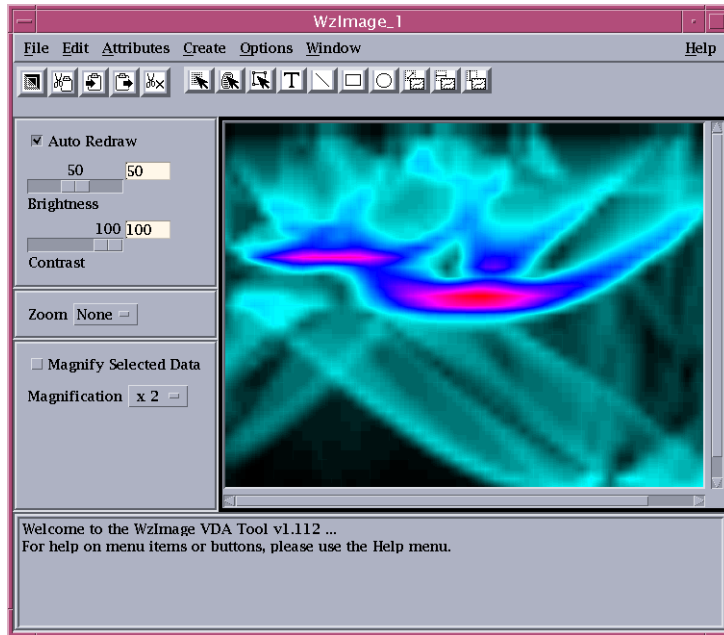 WzImage_1
File Edit Attributes Create Options Window Help
T
Auto Redraw
50 50
Brightness
100 100
Contrast
Zoom None
Magnify Selected Data
Magnification x 2
Welcome to the WzImage VDA Tool v1.112 ...
For help on menu items or buttons, please use the Help menu.